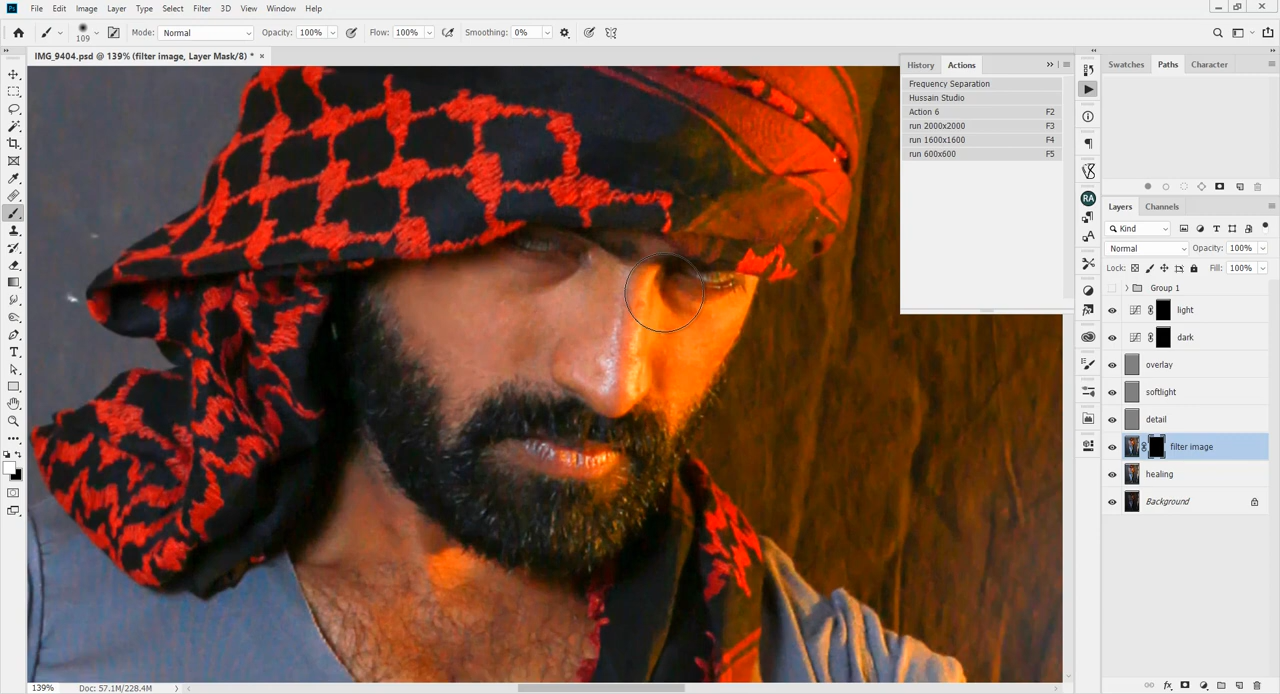 File Edit Image Layer Type Select Filter 3D View Window Help
109 Mode: Normal Opacity: 100% Flow: 100% Smoothing: 0%
IMG_9404.psd @ 139% (filter image, Layer Mask/8) * ×
History Actions
Frequency Separation
Hussain Studio
Action 6 F2
run 2000x2000 F3
run 1600x1600 F4
run 600x600 F5
Swatches Paths Character
RA
Layers Channels
Kind
Normal Opacity: 100%
Lock: Fill: 100%
Group 1
light
dark
overlay
softlight
detail
filter image
healing
Background
139% Doc: 57.1M/228.4M